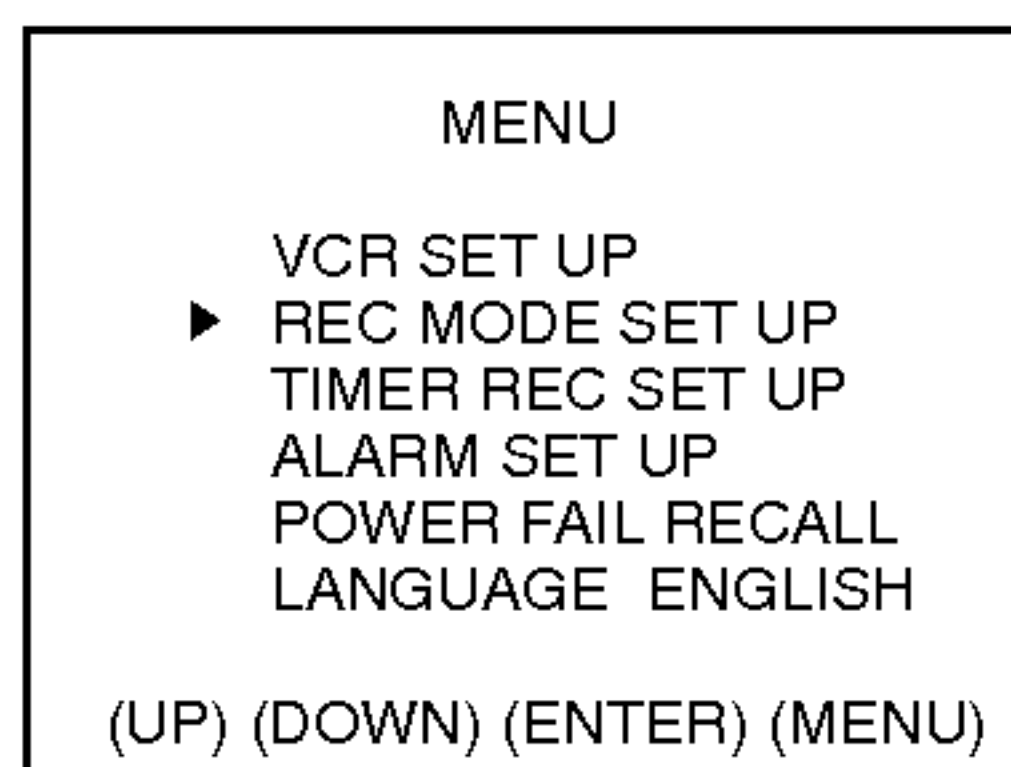 MENU
VCR SET UP
▶ REC MODE SET UP
TIMER REC SET UP
ALARM SET UP
POWER FAIL RECALL
LANGUAGE ENGLISH
(UP) (DOWN) (ENTER) (MENU)